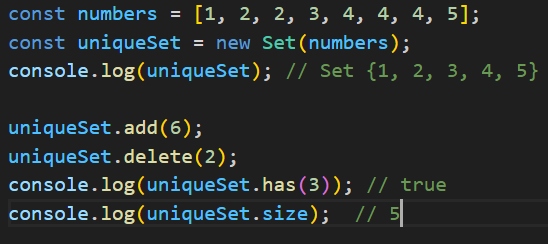 const numbers = [1, 2, 2, 3, 4, 4, 4, 5];
const uniqueSet = new Set(numbers);
console.log(uniqueSet); // Set {1, 2, 3, 4, 5}
uniqueSet.add(6);
uniqueSet.delete(2);
console.log(uniqueSet.has(3)); // true
console.log(uniqueSet.size);  // 5